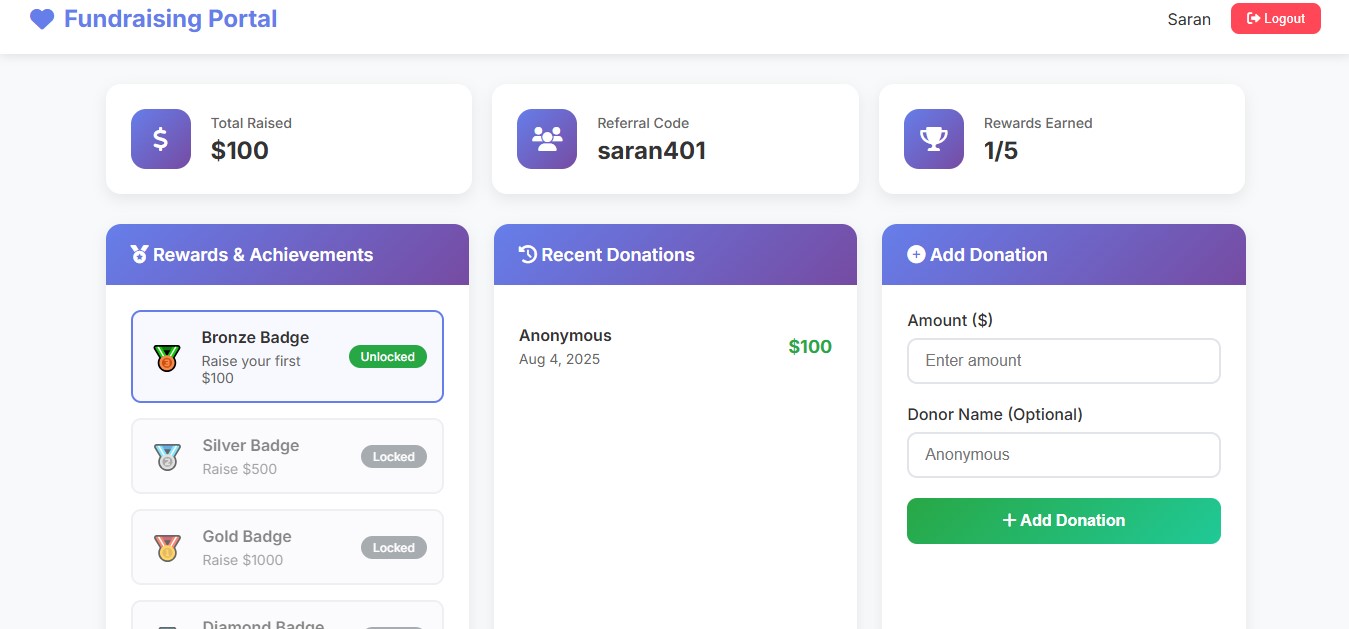 Fundraising Portal
Saran
Logout
Total Raised
$100
Referral Code
saran401
Rewards Earned
1/5
Rewards & Achievements
Bronze Badge
Raise your first
$100
Unlocked
Silver Badge
Raise $500
Locked
Gold Badge
Raise $1000
Locked
Diamond Badge
Recent Donations
Anonymous
Aug 4, 2025
$100
Add Donation
Amount ($)
Enter amount
Donor Name (Optional)
Anonymous
Add Donation